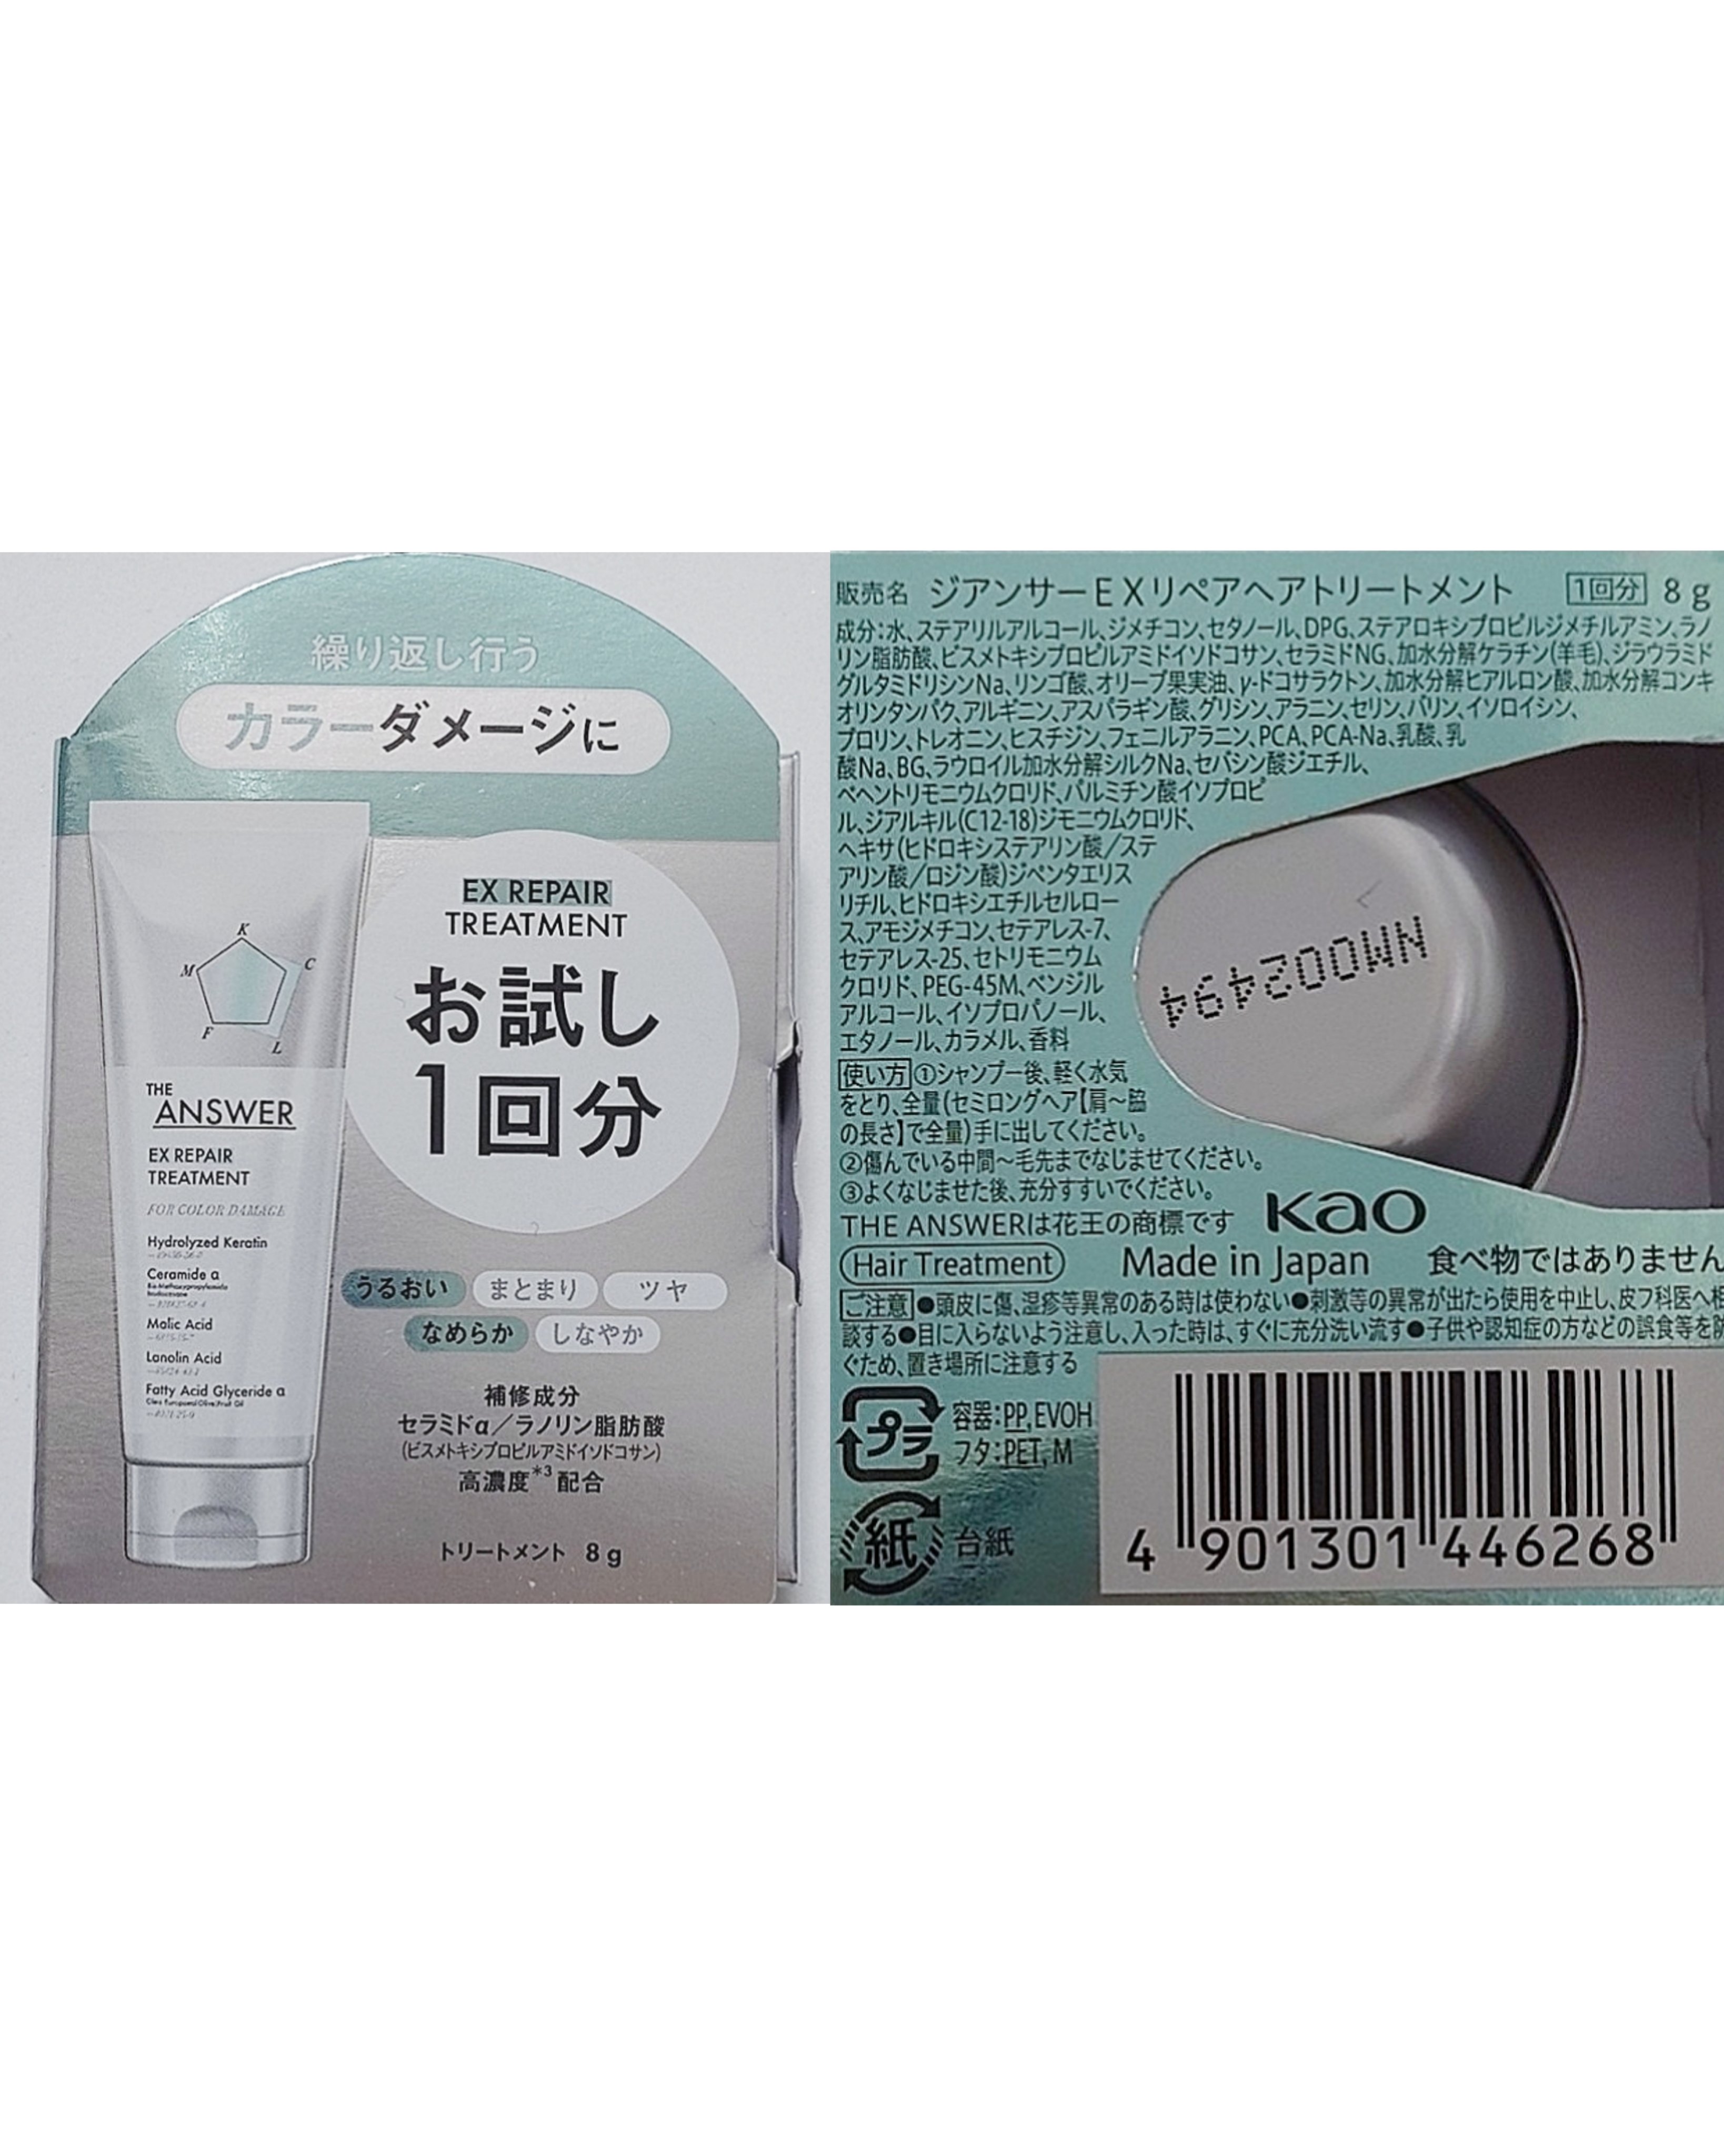 繰り返し行う
カラーダメージに
EX REPAIR
TREATMENT
お試し
1回分
K
M
C
F
L
THE
ANSWER
EX REPAIR
TREATMENT
FOR COLOR DAMAGE
Hydrolyzed Keratin
Ceramide α
Malic Acid
Lanolin Acid
Fatty Acid Glyceride α
うるおい まとまり ツヤ
なめらか しなやか
補修成分
セラミドα/ラノリン脂肪酸
(ビスメトキシプロピルアミドイソドコサン)
高濃度*3配合
トリートメント 8g
販売名 ジアンサーEXリペアヘアトリートメント 1回分 8g
成分:水、ステアリルアルコール、ジメチコン、セタノール、DPG、ステアロキシプロピルジメチルアミン、ラノ
リン脂肪酸、ビスメトキシプロピルアミドイソドコサン、セラミドNG、加水分解ケラチン(羊毛)、ジラウラミド
グルタミドリシンNa、リンゴ酸、オリーブ果実油、γ-ドコサラクトン、加水分解ヒアルロン酸、加水分解コンキ
オリンタンパク、アルギニン、アスパラギン酸、グリシン、アラニン、セリン、バリン、イソロイシン、
プロリン、トレオニン、ヒスチジン、フェニルアラニン、PCA、PCA-Na、乳酸、乳
酸Na、BG、ラウロイル加水分解シルクNa、セバシン酸ジエチル、
ベヘントリモニウムクロリド、パルミチン酸イソプロピ
ル、ジアルキル(C12-18)ジモニウムクロリド、
ヘキサ(ヒドロキシステアリン酸/ステ
アリン酸/ロジン酸)ジペンタエリス
リチル、ヒドロキシエチルセルロー
ス、アモジメチコン、セテアレス-7、
セテアレス-25、セトリモニウム
クロリド、PEG-45M、ベンジル
アルコール、イソプロパノール、
エタノール、カラメル、香料
NM0024494
使い方 ①シャンプー後、軽く水気
をとり、全量(セミロングヘア【肩～脇
の長さ】で全量)手に出してください。
②傷んでいる中間～毛先までなじませてください。
③よくなじませた後、充分すすいでください。
THE ANSWERは花王の商標です Kao
Hair Treatment Made in Japan 食べ物ではありません
ご注意 ●頭皮に傷、湿疹等異常のある時は使わない●刺激等の異常が出たら使用を中止し、皮フ科医へ相
談する●目に入らないよう注意し、入った時は、すぐに充分洗い流す●子供や認知症の方などの誤食等を防
ぐため、置き場所に注意する
プラ 容器:PP,EVOH
フタ:PET,M
紙 台紙
4 901301 446268